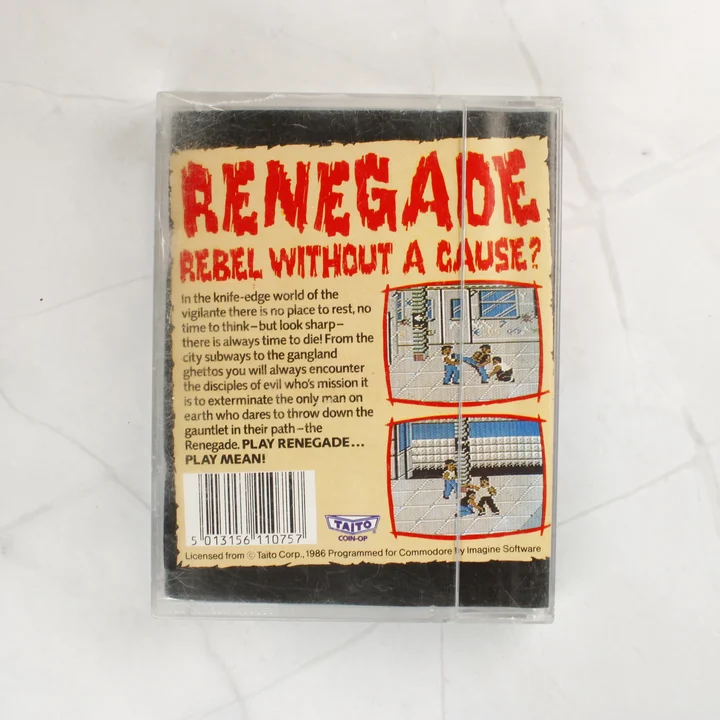 RENEGADE
REBEL WITHOUT A CAUSE?
In the knife-edge world of the
vigilante there is no place to rest, no
time to think–but look sharp–
there is always time to die! From the
city subways to the gangland
ghettos you will always encounter
the disciples of evil who's mission it
is to exterminate the only man on
earth who dares to throw down the
gauntlet in their path–the
Renegade. PLAY RENEGADE...
PLAY MEAN!
5 013156 110757
TAITO
COIN-OP
Licensed from © Taito Corp., 1986 Programmed for Commodore by Imagine Software